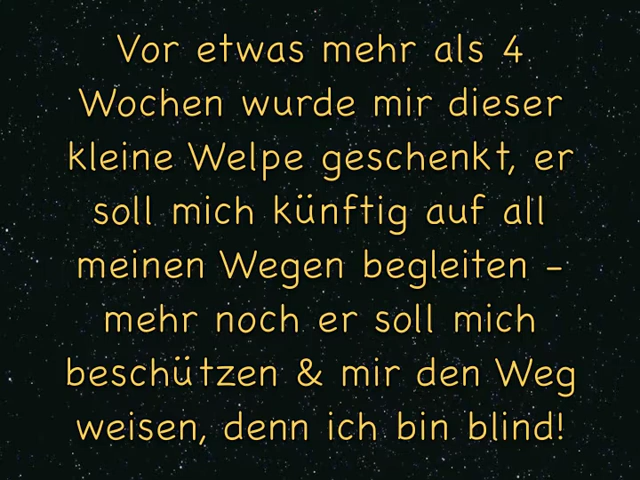 Vor etwas mehr als 4
Wochen wurde mir dieser
kleine Welpe geschenkt, er
soll mich künftig auf all
meinen Wegen begleiten -
mehr noch er soll mich
beschützen & mir den Weg
weisen, denn ich bin blind!